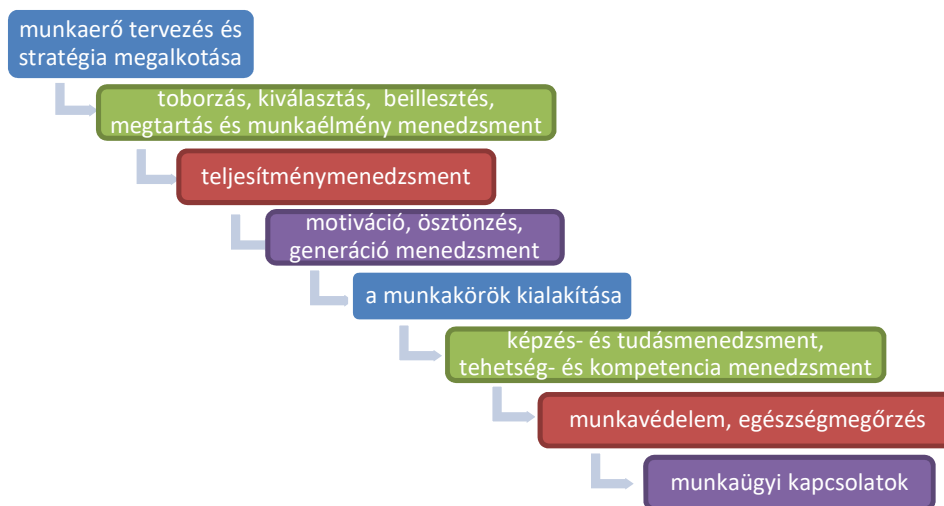 munkaerő tervezés és
stratégia megalkotása
toborzás, kiválasztás, beillesztés,
megtartás és munkaélmény menedzsment
teljesítménymenedzsment
motiváció, ösztönzés,
generáció menedzsment
a munkakörök kialakítása
képzés- és tudásmenedzsment,
tehetség- és kompetencia menedzsment
munkavédelem, egészségmegőrzés
munkaügyi kapcsolatok